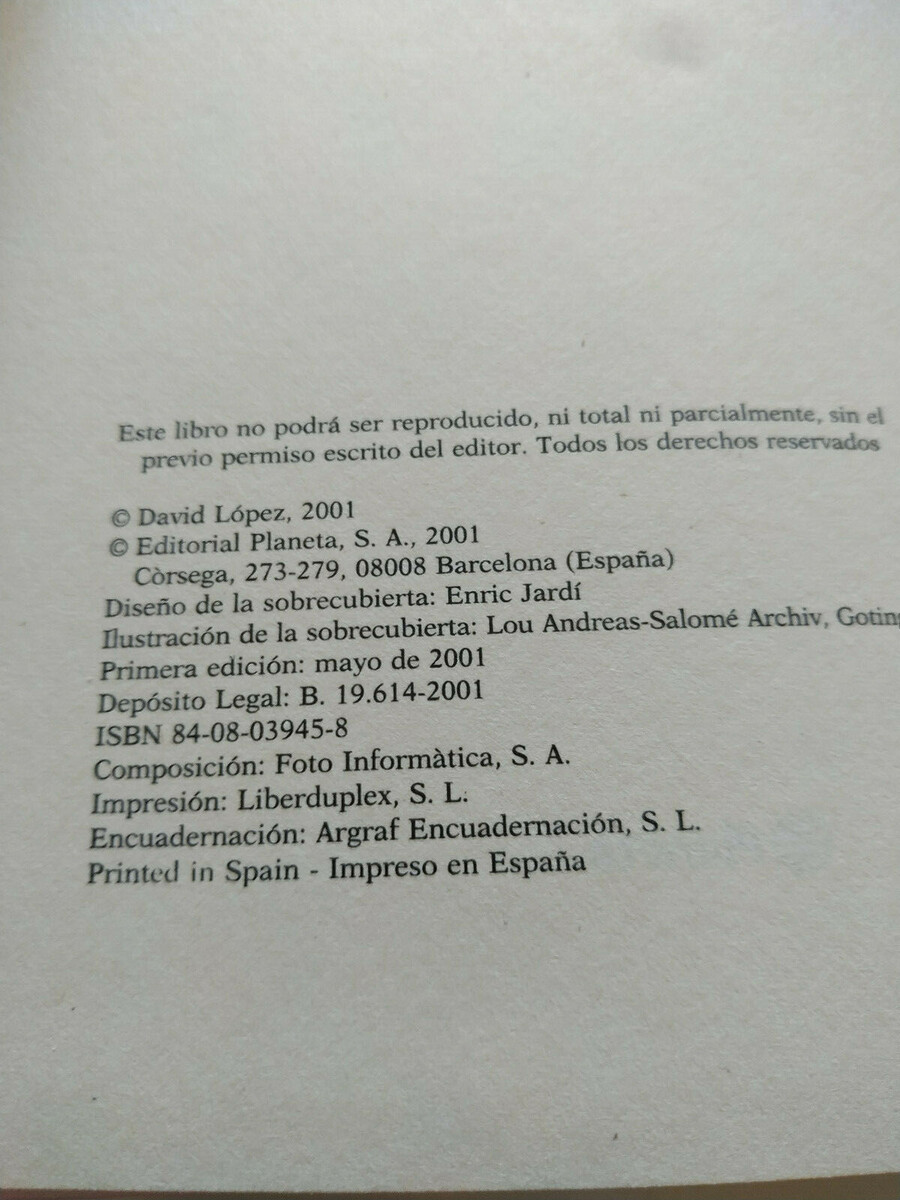 Este libro no podrá ser reproducido, ni total ni parcialmente, sin el
previo permiso escrito del editor. Todos los derechos reservados
© David López, 2001
© Editorial Planeta, S. A., 2001
Còrsega, 273-279, 08008 Barcelona (España)
Diseño de la sobrecubierta: Enric Jardí
Ilustración de la sobrecubierta: Lou Andreas-Salomé Archiv,
Primera edición: mayo de 2001
Depósito Legal: B. 19.614-2001
ISBN 84-08-03945-8
Composición: Foto Informàtica, S. A.
Impresión: Liberduplex, S. L.
Encuadernación: Argraf Encuadernación, S. L.
Printed in Spain - Impreso en España